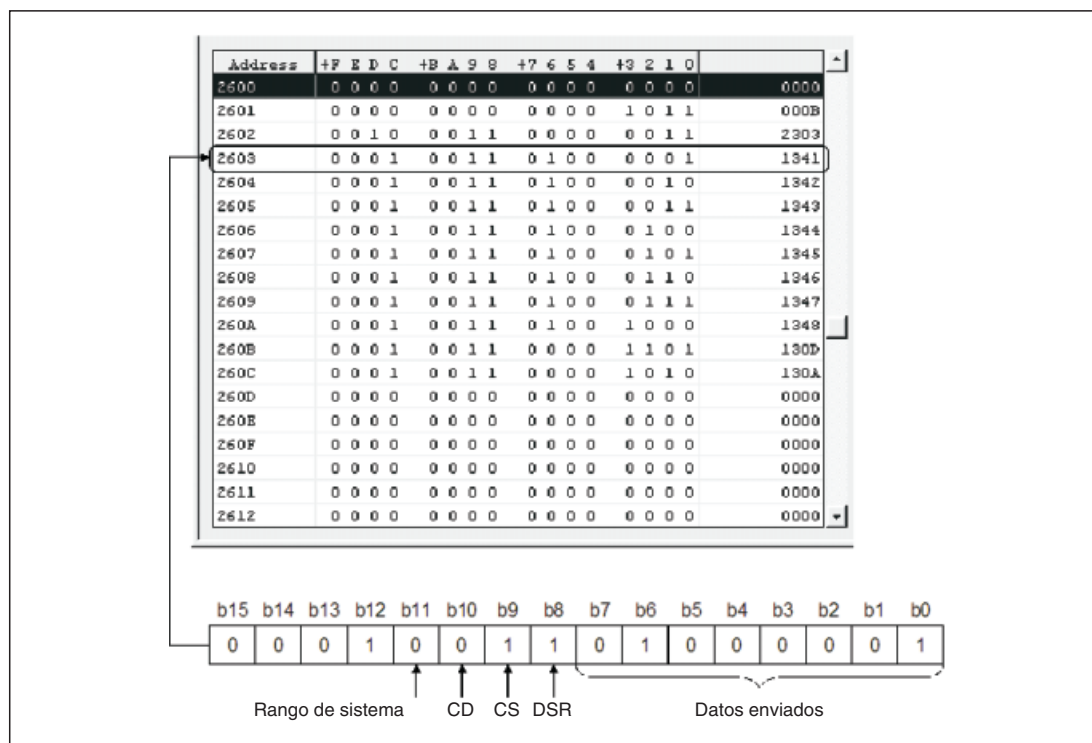 Address +F E D C +B A 9 8 +7 6 5 4 +3 2 1 0
2600 0 0 0 0 0 0 0 0 0 0 0 0 0 0 0 0 0000
2601 0 0 0 0 0 0 0 0 0 0 0 0 1 0 1 1 000B
2602 0 0 1 0 0 0 1 1 0 0 0 0 0 0 1 1 2303
2603 0 0 0 1 0 0 1 1 0 1 0 0 0 0 0 1 1341
2604 0 0 0 1 0 0 1 1 0 1 0 0 0 0 1 0 1342
2605 0 0 0 1 0 0 1 1 0 1 0 0 0 0 1 1 1343
2606 0 0 0 1 0 0 1 1 0 1 0 0 0 1 0 0 1344
2607 0 0 0 1 0 0 1 1 0 1 0 0 0 1 0 1 1345
2608 0 0 0 1 0 0 1 1 0 1 0 0 0 1 1 0 1346
2609 0 0 0 1 0 0 1 1 0 1 0 0 0 1 1 1 1347
260A 0 0 0 1 0 0 1 1 0 1 0 0 1 0 0 0 1348
260B 0 0 0 1 0 0 1 1 0 0 0 0 1 1 0 1 130D
260C 0 0 0 1 0 0 1 1 0 0 0 0 1 0 1 0 130A
260D 0 0 0 0 0 0 0 0 0 0 0 0 0 0 0 0 0000
260E 0 0 0 0 0 0 0 0 0 0 0 0 0 0 0 0 0000
260F 0 0 0 0 0 0 0 0 0 0 0 0 0 0 0 0 0000
2610 0 0 0 0 0 0 0 0 0 0 0 0 0 0 0 0 0000
2611 0 0 0 0 0 0 0 0 0 0 0 0 0 0 0 0 0000
2612 0 0 0 0 0 0 0 0 0 0 0 0 0 0 0 0 0000
b15 b14 b13 b12 b11 b10 b9 b8 b7 b6 b5 b4 b3 b2 b1 b0
0 0 0 1 0 0 1 1 0 1 0 0 0 0 0 1
Rango de sistema CD CS DSR Datos enviados